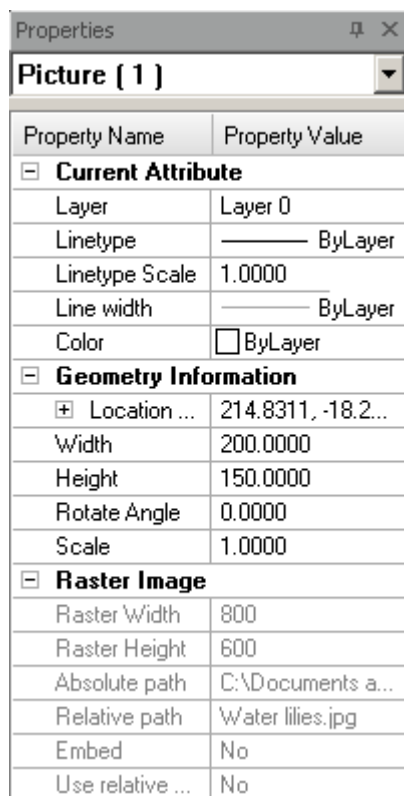 Properties
Picture ( 1 )
Property Name Property Value
Current Attribute
Layer Layer 0
Linetype ByLayer
Linetype Scale 1.0000
Line width ByLayer
Color ByLayer
Geometry Information
Location ... 214.8311, -18.2...
Width 200.0000
Height 150.0000
Rotate Angle 0.0000
Scale 1.0000
Raster Image
Raster Width 800
Raster Height 600
Absolute path C:\Documents a...
Relative path Water lilies.jpg
Embed No
Use relative ... No